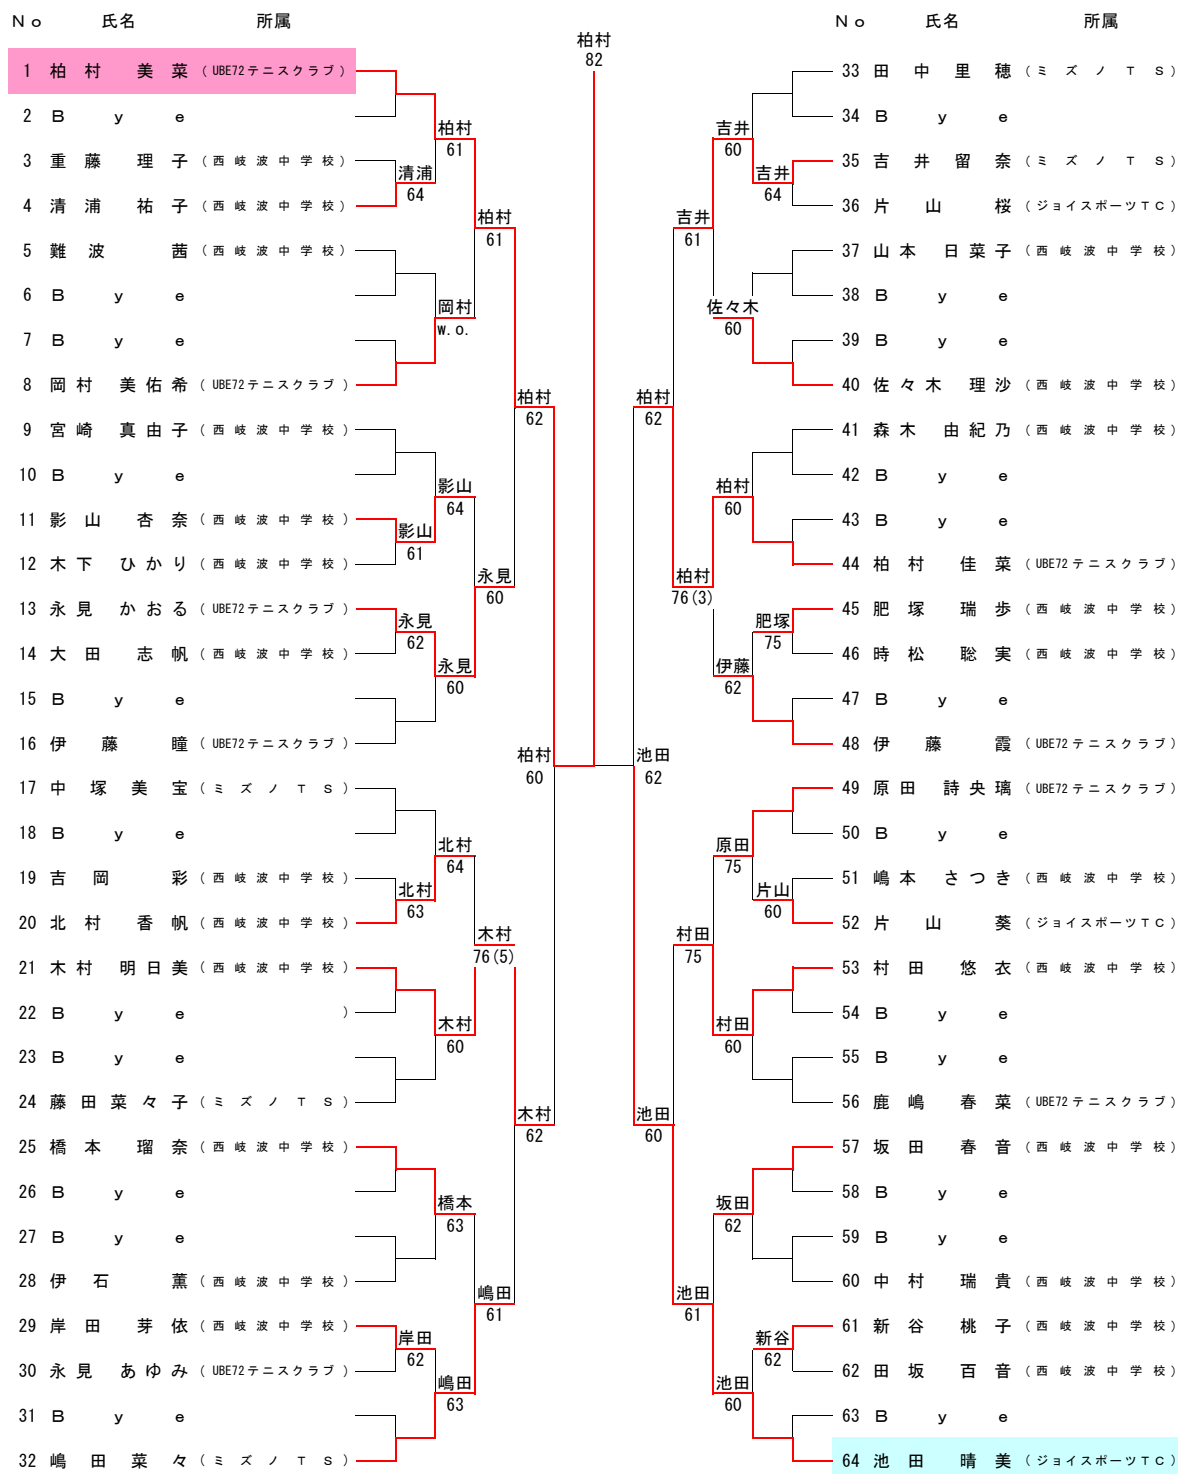 No 氏名 所属
1 柏村 美菜 (UBE72テニスクラブ)
2 Bye
3 重藤 理子 (西岐波中学校)
4 清浦 祐子 (西岐波中学校)
5 難波 茜 (西岐波中学校)
6 Bye
7 Bye
8 岡村 美佑希 (UBE72テニスクラブ)
9 宮崎 真由子 (西岐波中学校)
10 Bye
11 影山 杏奈 (西岐波中学校)
12 木下 ひかり (西岐波中学校)
13 永見 かおる (UBE72テニスクラブ)
14 大田 志帆 (西岐波中学校)
15 Bye
16 伊藤 瞳 (UBE72テニスクラブ)
17 中塚美宝 (ミズノTS)
18 Bye
19 吉岡 彩 (西岐波中学校)
20 北村 香帆 (西岐波中学校)
21 木村 明日美 (西岐波中学校)
22 Bye )
23 Bye
24 藤田菜々子 (ミズノTS)
25 橋本 瑠奈 (西岐波中学校)
26 Bye
27 Bye
28 伊石 薫 (西岐波中学校)
29 岸田 芽依 (西岐波中学校)
30 永見 あゆみ (UBE72テニスクラブ)
31 Bye
32 嶋田菜々 (ミズノTS)
清浦
64
影山
61
永見
62
北村
63
岸田
62
柏村
61
岡村
w.o.
影山
64
永見
60
北村
64
木村
60
橋本
63
嶋田
63
柏村
61
永見
60
木村
76(5)
嶋田
61
柏村
62
木村
62
柏村
60
柏村
82
池田
62
柏村
62
池田
60
吉井
61
柏村
76(3)
村田
75
池田
61
吉井
60
佐々木
60
柏村
60
伊藤
62
原田
75
村田
60
坂田
62
池田
60
吉井
64
肥塚
75
片山
60
新谷
62
No 氏名 所属
33 田中里穂 (ミズノTS)
34 Bye
35 吉井留奈 (ミズノTS)
36 片山 桜 (ジョイスポーツTC)
37 山本 日菜子 (西岐波中学校)
38 Bye
39 Bye
40 佐々木 理沙 (西岐波中学校)
41 森木 由紀乃 (西岐波中学校)
42 Bye
43 Bye
44 柏村 佳菜 (UBE72テニスクラブ)
45 肥塚 瑞歩 (西岐波中学校)
46 時松 聡実 (西岐波中学校)
47 Bye
48 伊藤 霞 (UBE72テニスクラブ)
49 原田 詩央璃 (UBE72テニスクラブ)
50 Bye
51 嶋本 さつき (西岐波中学校)
52 片山 葵 (ジョイスポーツTC)
53 村田 悠衣 (西岐波中学校)
54 Bye
55 Bye
56 鹿嶋 春菜 (UBE72テニスクラブ)
57 坂田 春音 (西岐波中学校)
58 Bye
59 Bye
60 中村 瑞貴 (西岐波中学校)
61 新谷 桃子 (西岐波中学校)
62 田坂 百音 (西岐波中学校)
63 Bye
64 池田 晴美 (ジョイスポーツTC)